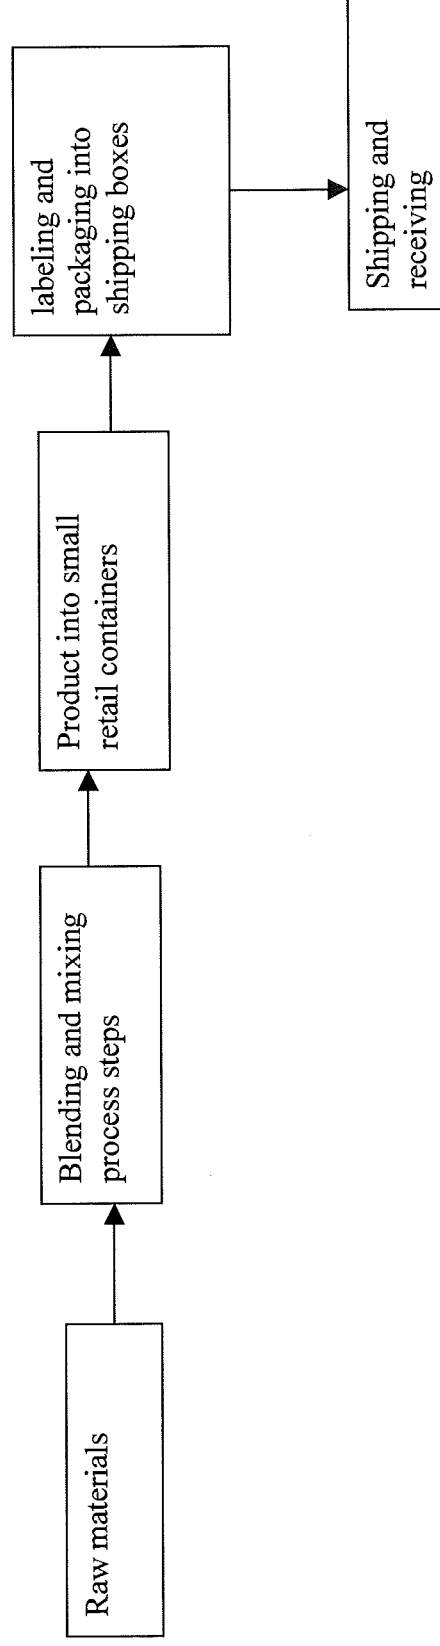 Raw materials
Blending and mixing
process steps
Product into small
retail containers
labeling and
packaging into
shipping boxes
Shipping and
receiving